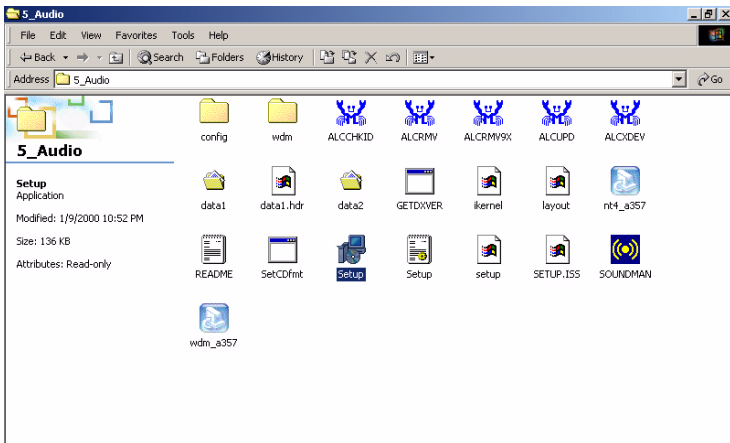 5_Audio
File Edit View Favorites Tools Help
Back Search Folders History
Address 5_Audio Go
5_Audio
Setup
Application
Modified: 1/9/2000 10:52 PM
Size: 136 KB
Attributes: Read-only
config wdm ALCCHKID ALCRMV ALCRMV9X ALCUPD ALCXDEV
data1 data1.hdr data2 GETDXVER ikernel layout nt4_a357
README SetCDfmt Setup Setup setup SETUP.ISS SOUNDMAN
wdm_a357